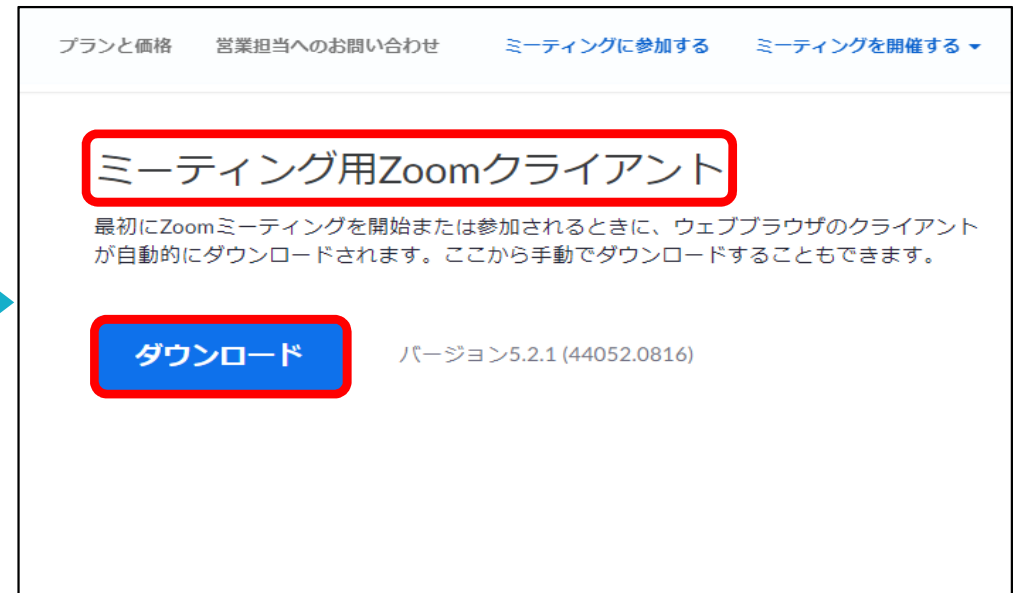 プランと価格 営業担当へのお問い合わせ ミーティングに参加する ミーティングを開催する
ミーティング用Zoomクライアント
最初にZoomミーティングを開始または参加されるときに、ウェブブラウザのクライアント
が自動的にダウンロードされます。ここから手動でダウンロードすることもできます。
ダウンロード バージョン5.2.1 (44052.0816)